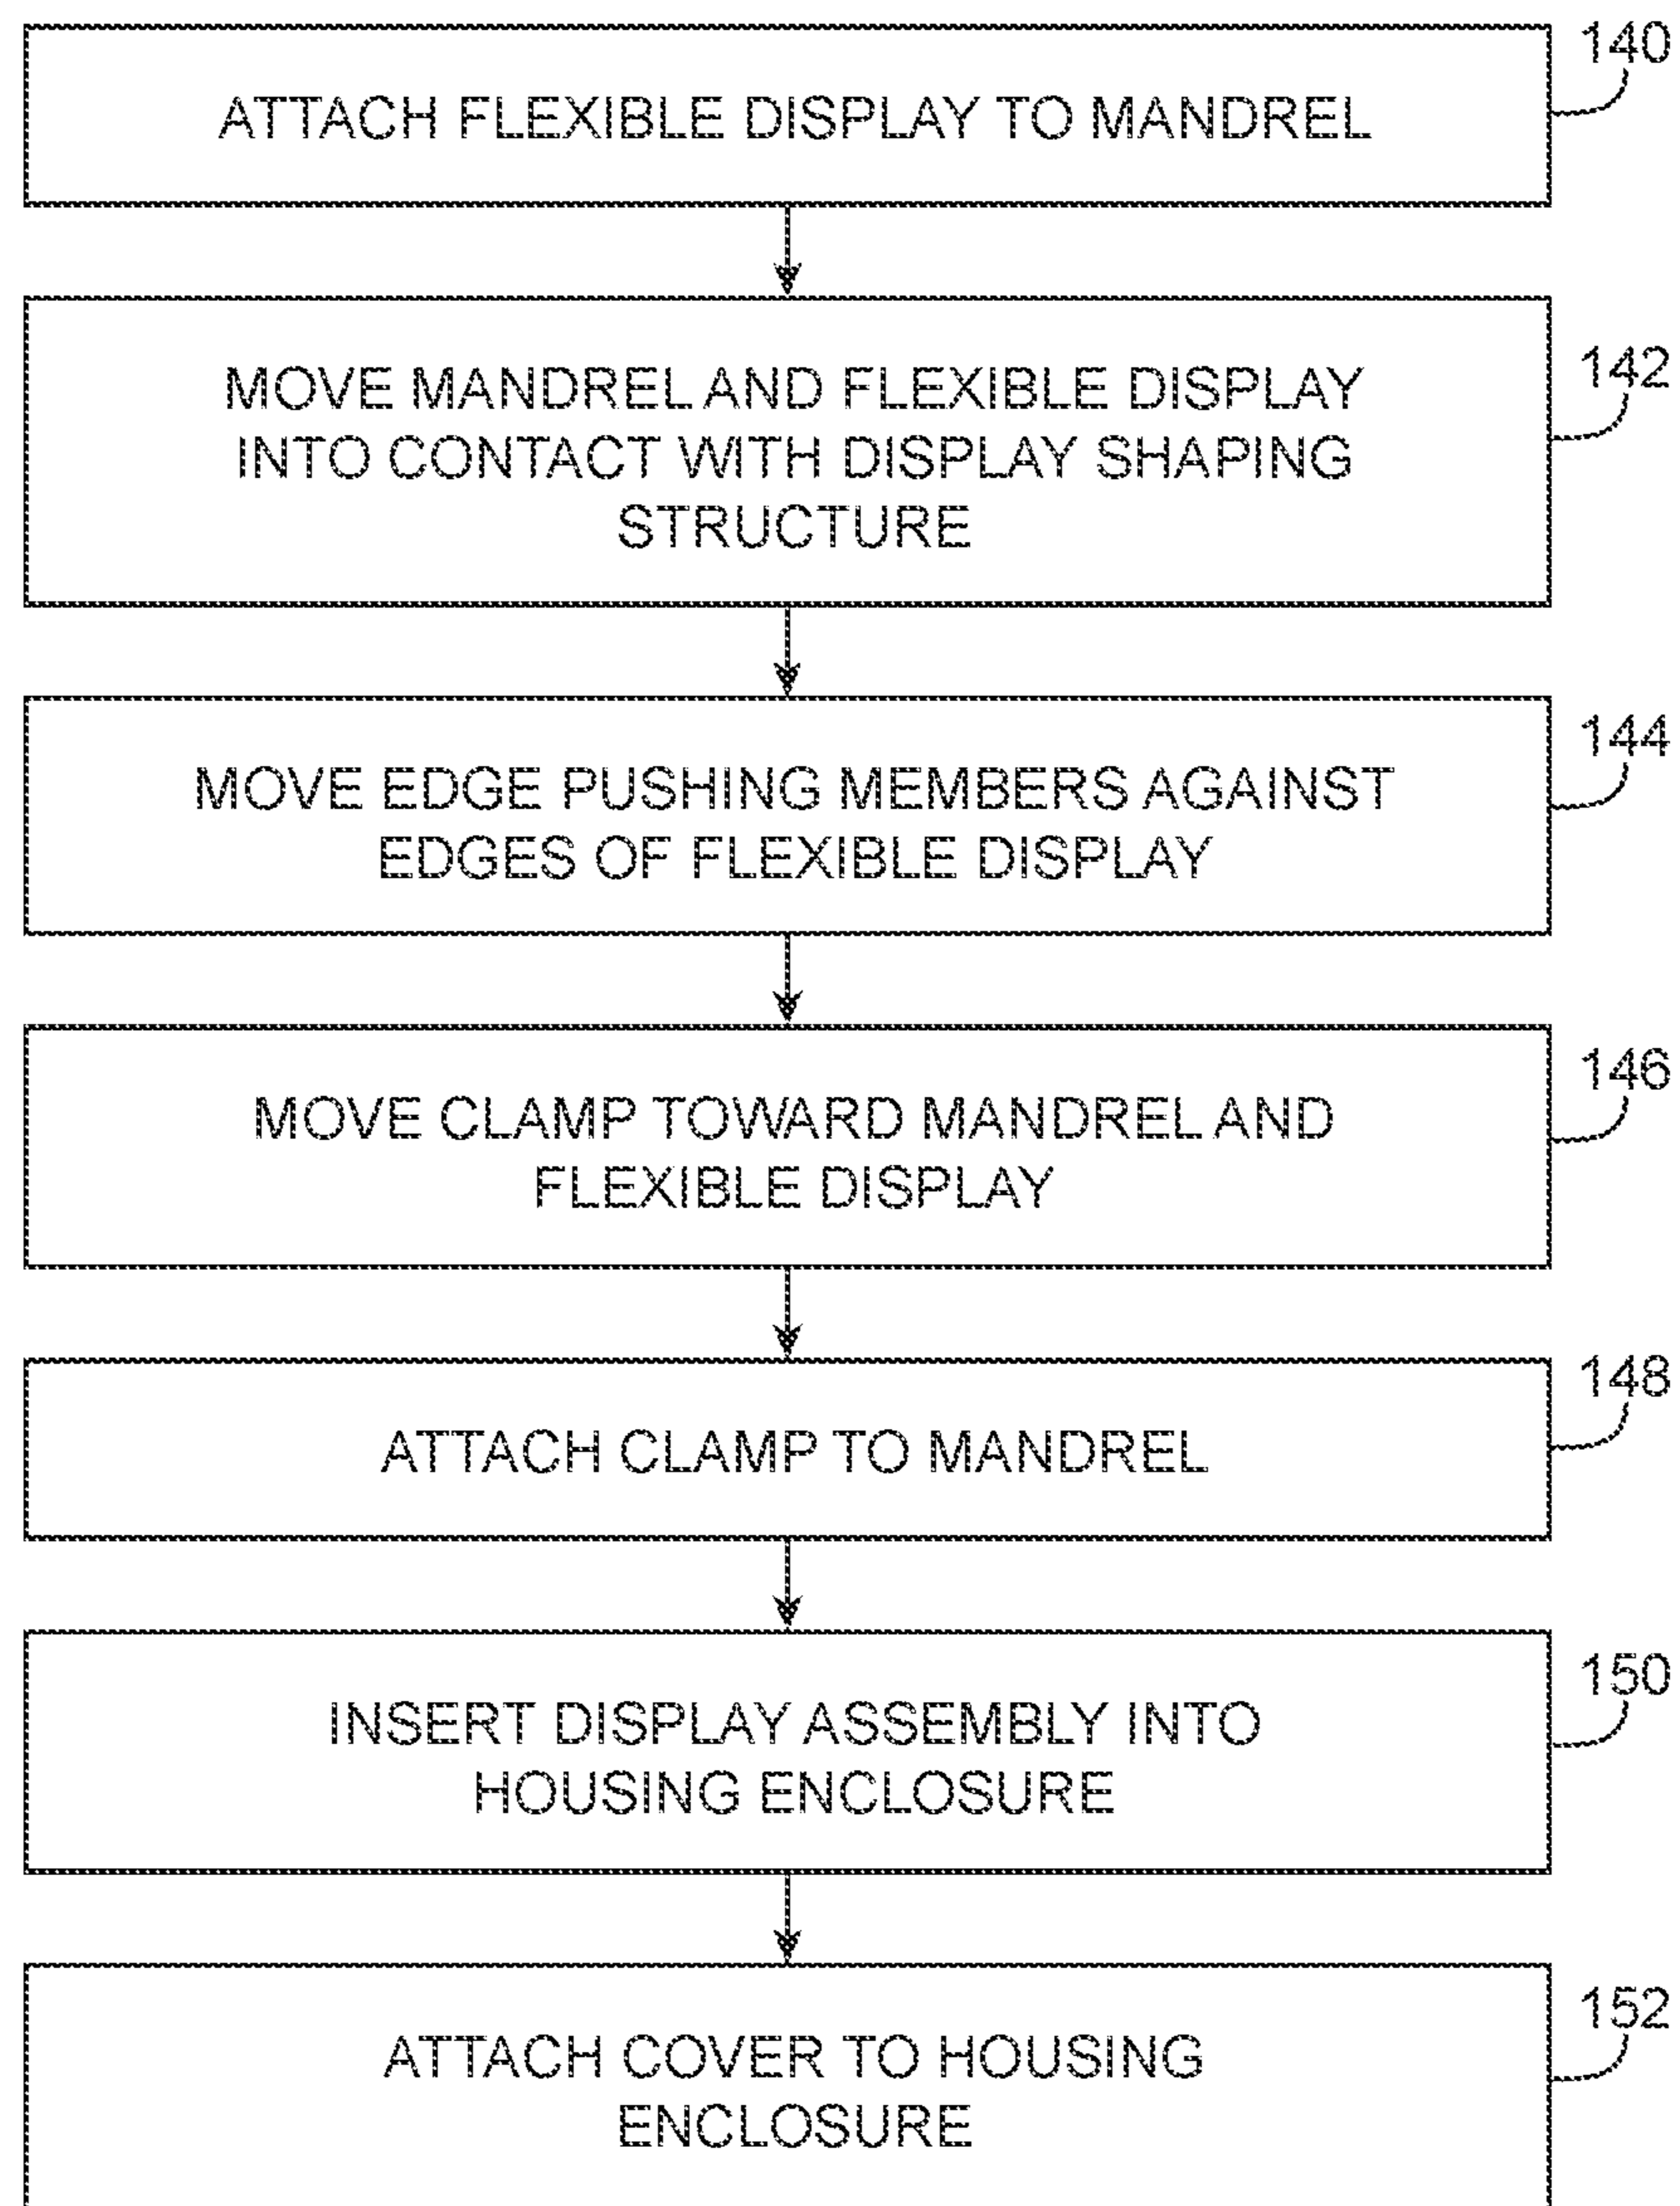 140
ATTACH FLEXIBLE DISPLAY TO MANDREL
142
MOVE MANDREL AND FLEXIBLE DISPLAY
INTO CONTACT WITH DISPLAY SHAPING
STRUCTURE
144
MOVE EDGE PUSHING MEMBERS AGAINST
EDGES OF FLEXIBLE DISPLAY
146
MOVE CLAMP TOWARD MANDREL AND
FLEXIBLE DISPLAY
148
ATTACH CLAMP TO MANDREL
150
INSERT DISPLAY ASSEMBLY INTO
HOUSING ENCLOSURE
152
ATTACH COVER TO HOUSING
ENCLOSURE